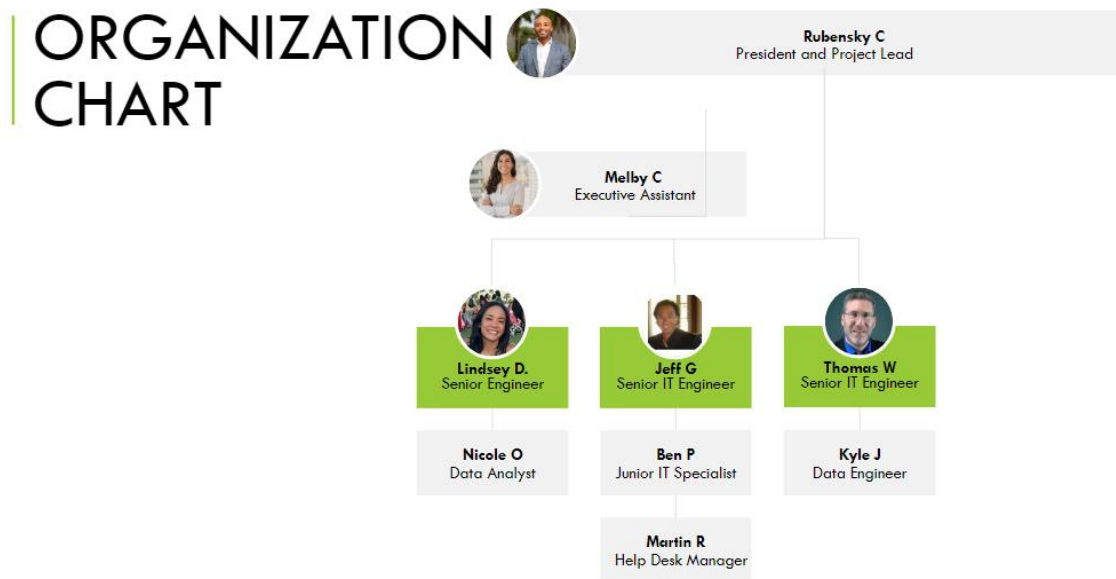 ORGANIZATION
CHART
Rubensky C
President and Project Lead
Melby C
Executive Assistant
Lindsey D.
Senior Engineer
Jeff G
Senior IT Engineer
Thomas W
Senior IT Engineer
Nicole O
Data Analyst
Ben P
Junior IT Specialist
Kyle J
Data Engineer
Martin R
Help Desk Manager